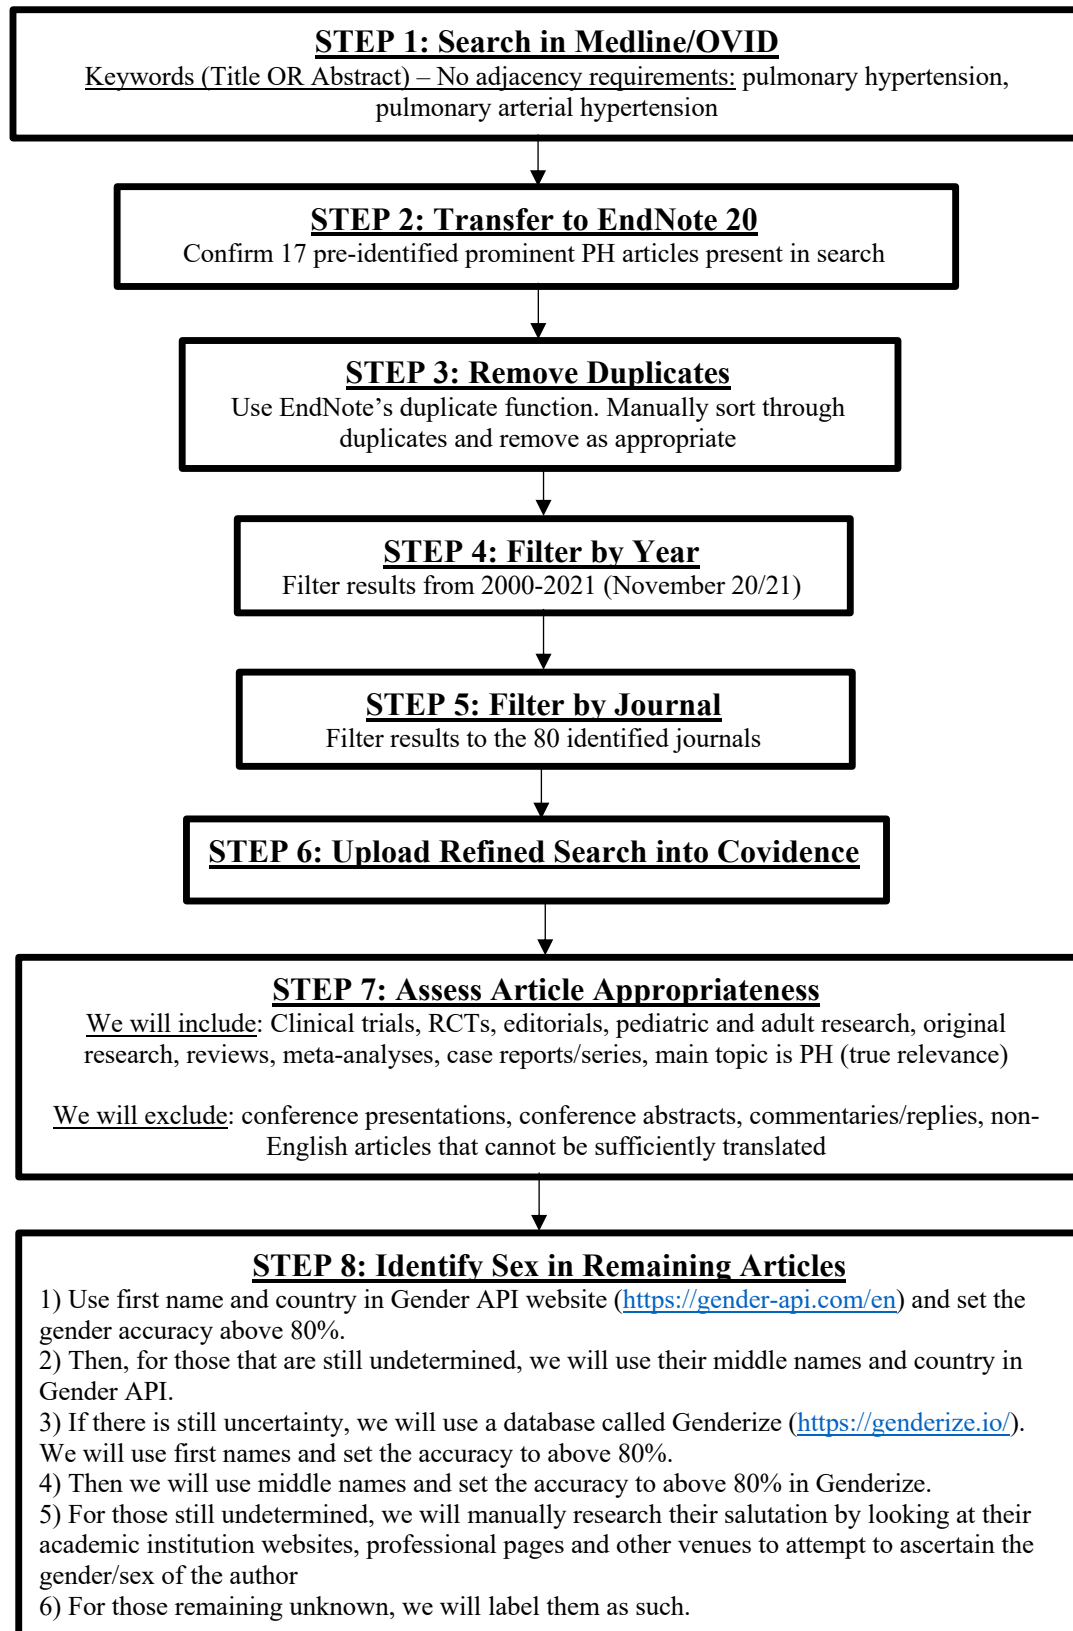 STEP 1: Search in Medline/OVID
Keywords (Title OR Abstract) – No adjacency requirements: pulmonary hypertension,
pulmonary arterial hypertension
STEP 2: Transfer to EndNote 20
Confirm 17 pre-identified prominent PH articles present in search
STEP 3: Remove Duplicates
Use EndNote’s duplicate function. Manually sort through
duplicates and remove as appropriate
STEP 4: Filter by Year
Filter results from 2000-2021 (November 20/21)
STEP 5: Filter by Journal
Filter results to the 80 identified journals
STEP 6: Upload Refined Search into Covidence
STEP 7: Assess Article Appropriateness
We will include: Clinical trials, RCTs, editorials, pediatric and adult research, original
research, reviews, meta-analyses, case reports/series, main topic is PH (true relevance)
We will exclude: conference presentations, conference abstracts, commentaries/replies, non-
English articles that cannot be sufficiently translated
STEP 8: Identify Sex in Remaining Articles
1) Use first name and country in Gender API website (https://gender-api.com/en) and set the
gender accuracy above 80%.
2) Then, for those that are still undetermined, we will use their middle names and country in
Gender API.
3) If there is still uncertainty, we will use a database called Genderize (https://genderize.io/).
We will use first names and set the accuracy to above 80%.
4) Then we will use middle names and set the accuracy to above 80% in Genderize.
5) For those still undetermined, we will manually research their salutation by looking at their
academic institution websites, professional pages and other venues to attempt to ascertain the
gender/sex of the author
6) For those remaining unknown, we will label them as such.